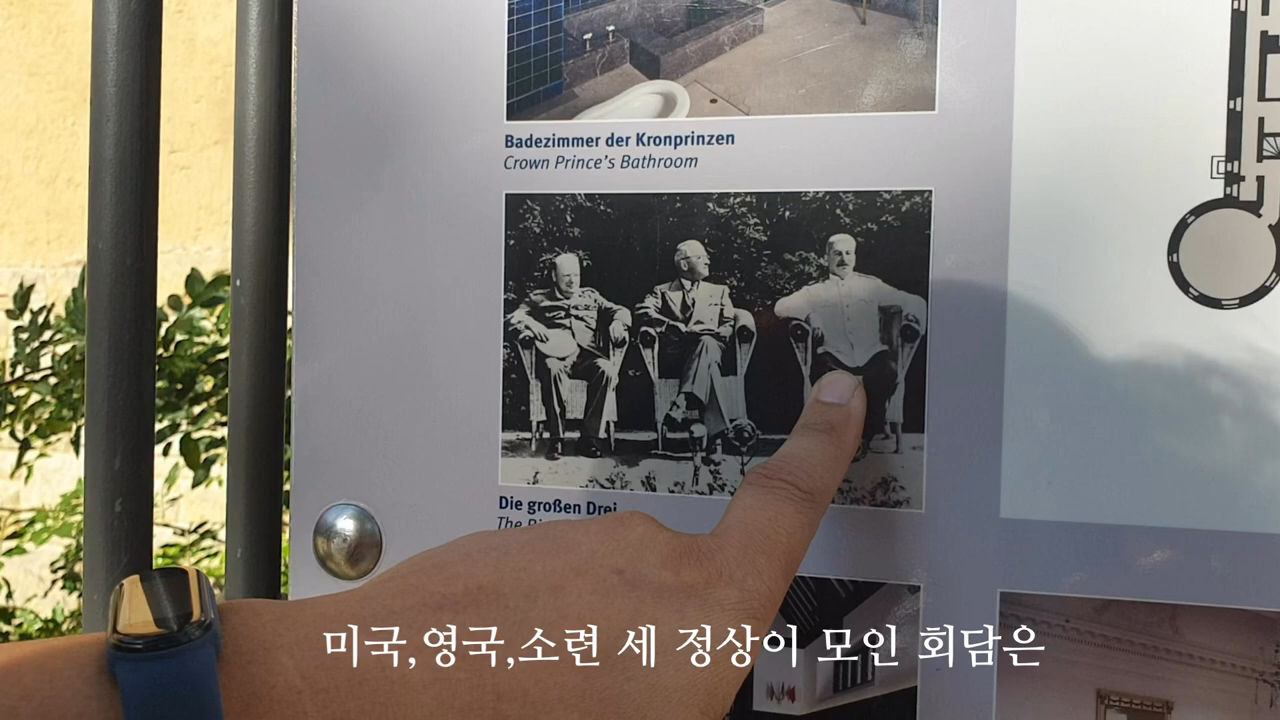 Badezimmer der Kronprinzen
Crown Prince's Bathroom
Die großen Drei
The
미국,영국,소련 세 정상이 모인 회담은